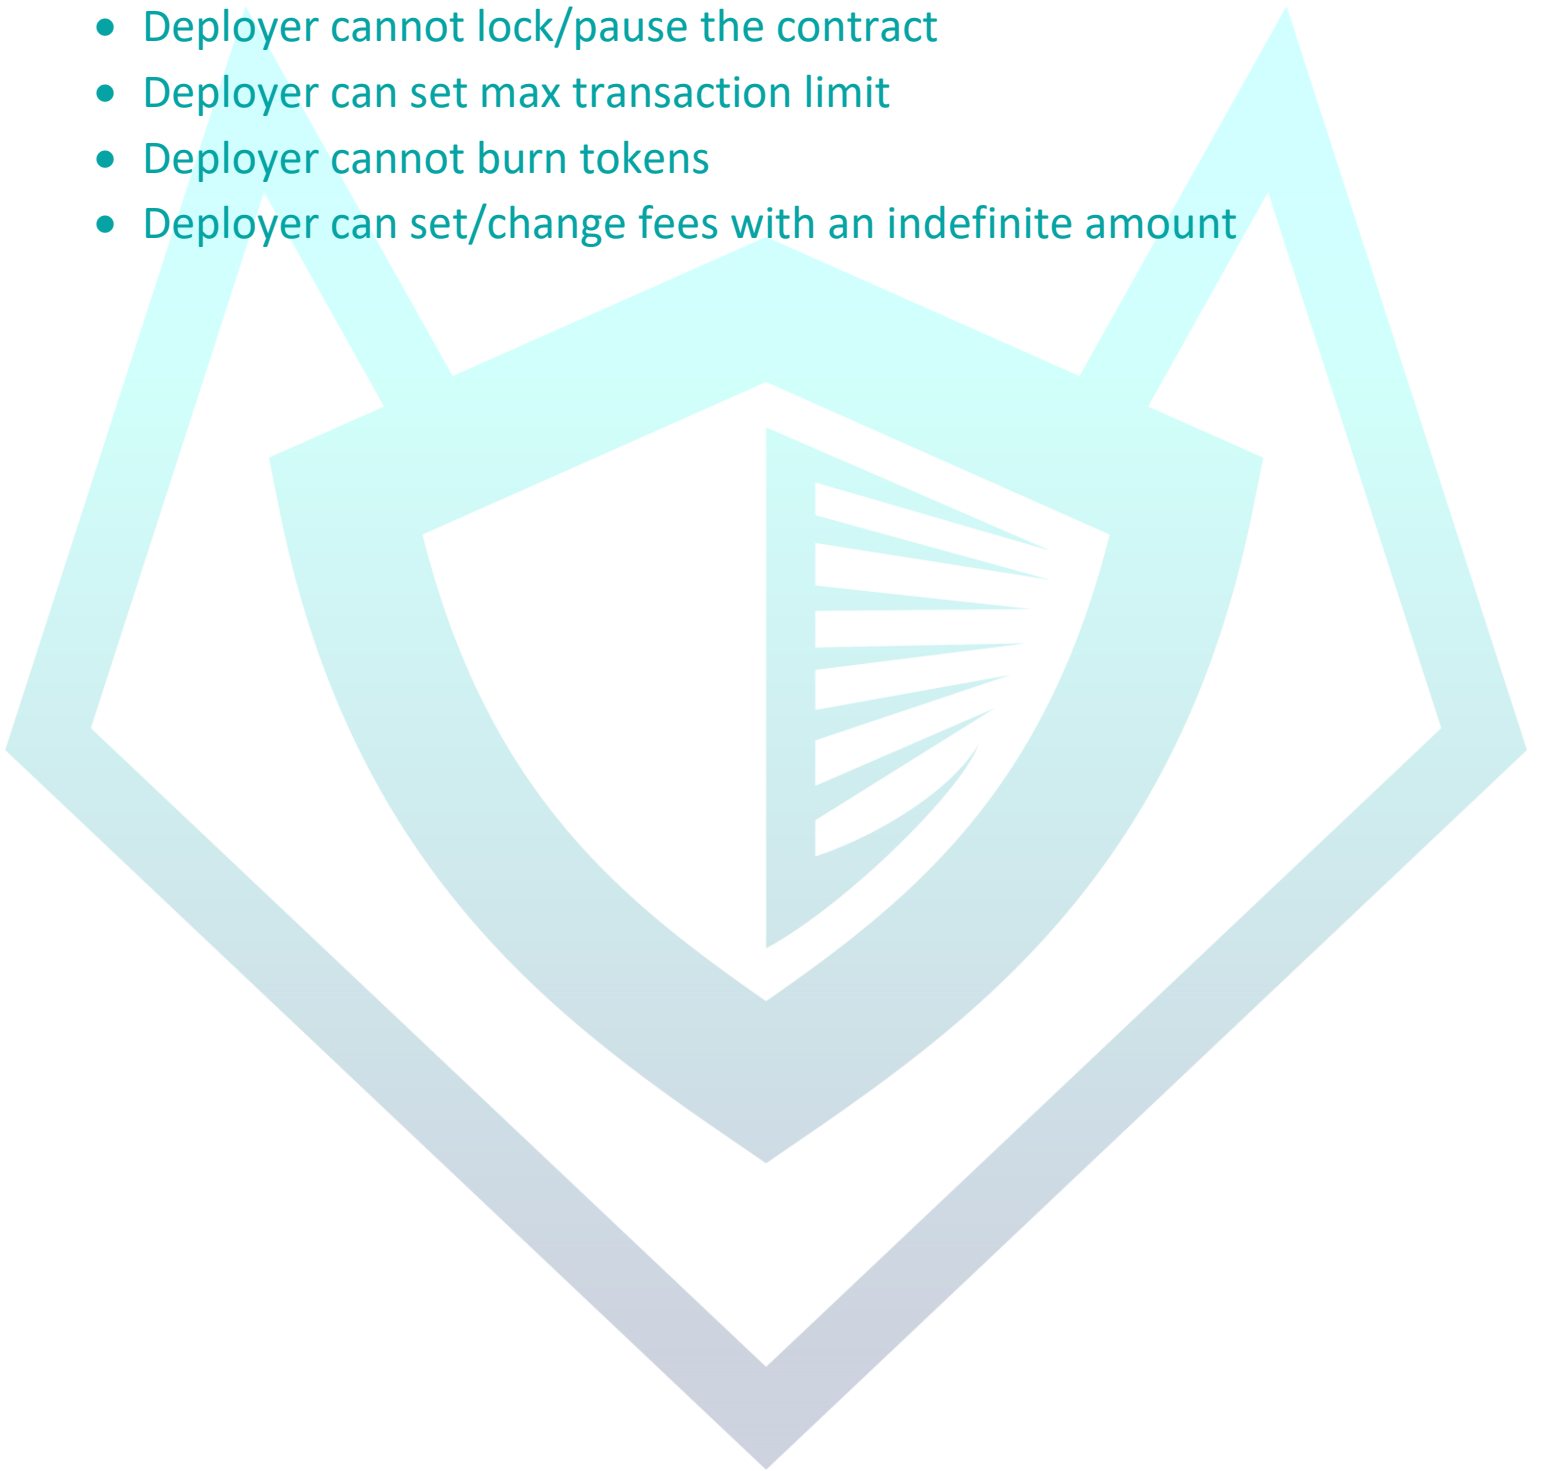 • Deployer cannot lock/pause the contract
• Deployer can set max transaction limit
• Deployer cannot burn tokens
• Deployer can set/change fees with an indefinite amount